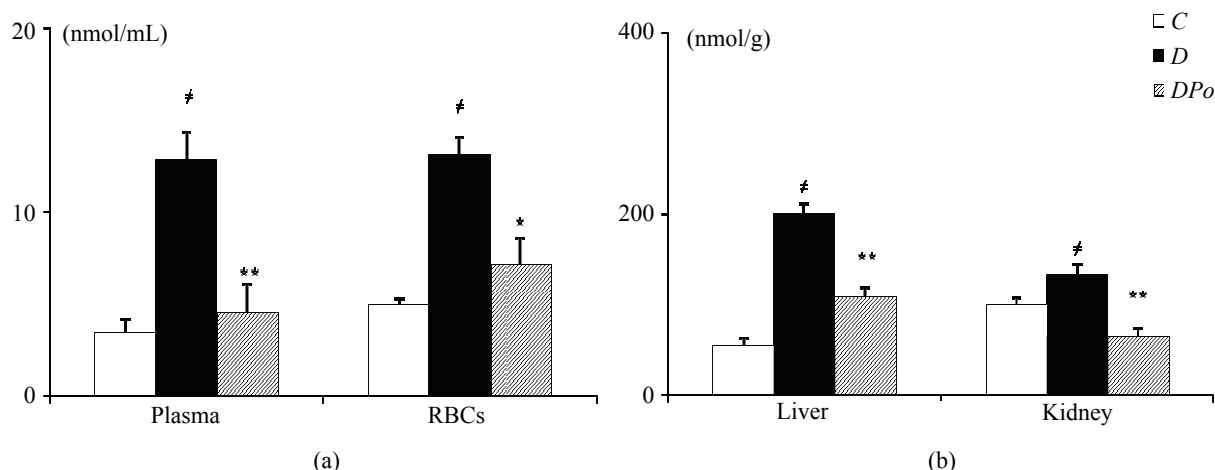 20
(nmol/mL)
≠
≠
10
*
**
0
Plasma
RBCs
(a)
400
(nmol/g)
C
D
DPo
≠
200
**
≠
**
0
Liver
Kidney
(b)